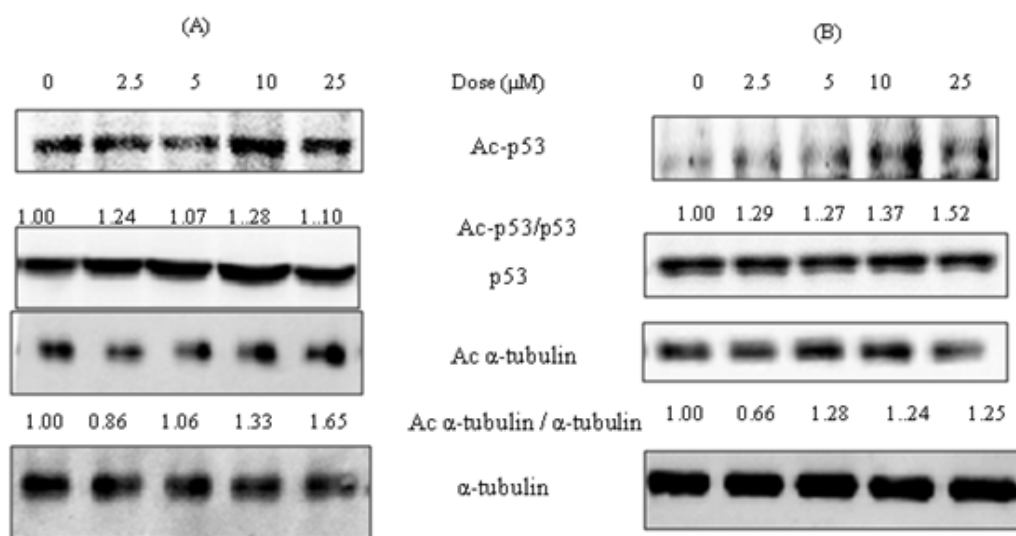 (A)
(B)
0 2.5 5 10 25
Dose (μM)
0 2.5 5 10 25
Ac-p53
1.00 1.24 1.07 1..28 1..10
Ac-p53/p53
1.00 1.29 1..27 1.37 1.52
p53
Ac α-tubulin
1.00 0.86 1.06 1.33 1.65
Ac α-tubulin / α-tubulin
1.00 0.66 1.28 1..24 1.25
α-tubulin